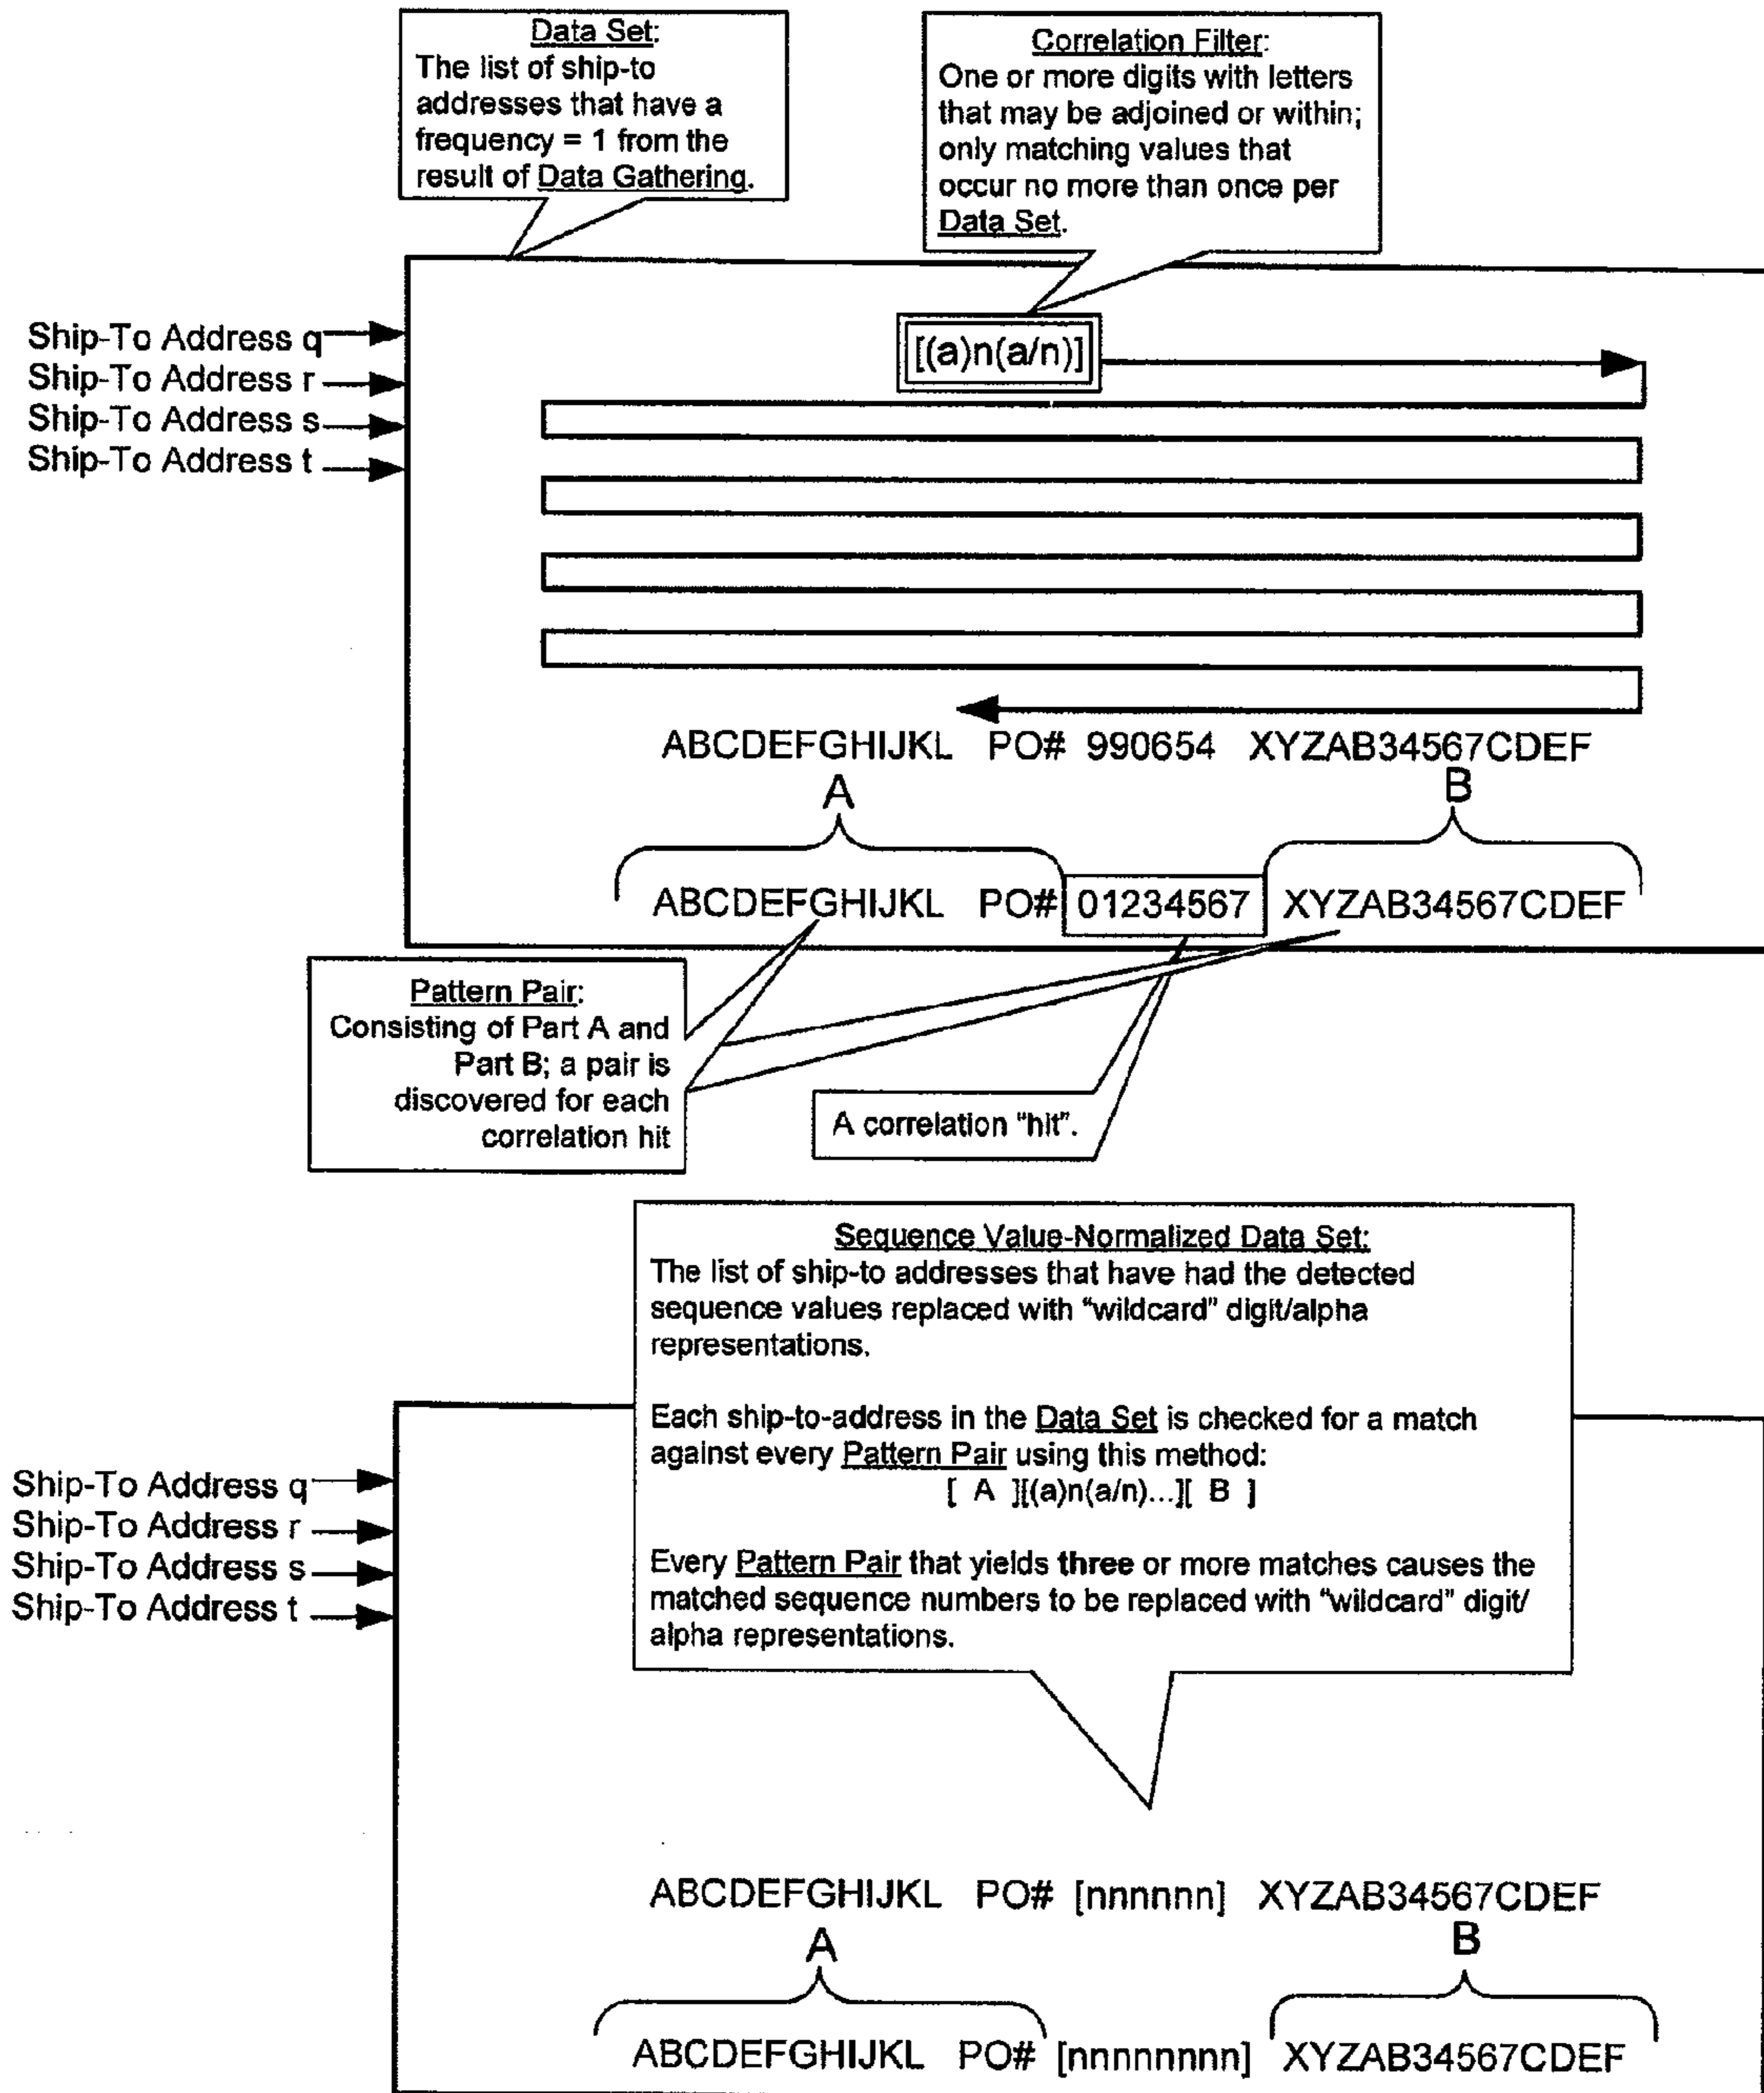 Data Set:
The list of ship-to
addresses that have a
frequency = 1 from the
result of Data Gathering.
Correlation Filter:
One or more digits with letters
that may be adjoined or within;
only matching values that
occur no more than once per
Data Set.
Ship-To Address q
Ship-To Address r
Ship-To Address s
Ship-To Address t
[(a)n(a/n)]
ABCDEFGHIJKL PO# 990654 XYZAB34567CDEF
A B
ABCDEFGHIJKL PO# 01234567 XYZAB34567CDEF
Pattern Pair:
Consisting of Part A and
Part B; a pair is
discovered for each
correlation hit
A correlation "hit".
Sequence Value-Normalized Data Set:
The list of ship-to addresses that have had the detected
sequence values replaced with "wildcard" digit/alpha
representations.
Each ship-to-address in the Data Set is checked for a match
against every Pattern Pair using this method:
[ A ][(a)n(a/n)...][ B ]
Every Pattern Pair that yields three or more matches causes the
matched sequence numbers to be replaced with "wildcard" digit/
alpha representations.
Ship-To Address q
Ship-To Address r
Ship-To Address s
Ship-To Address t
ABCDEFGHIJKL PO# [nnnnnn] XYZAB34567CDEF
A B
ABCDEFGHIJKL PO# [nnnnnnnnn] XYZAB34567CDEF